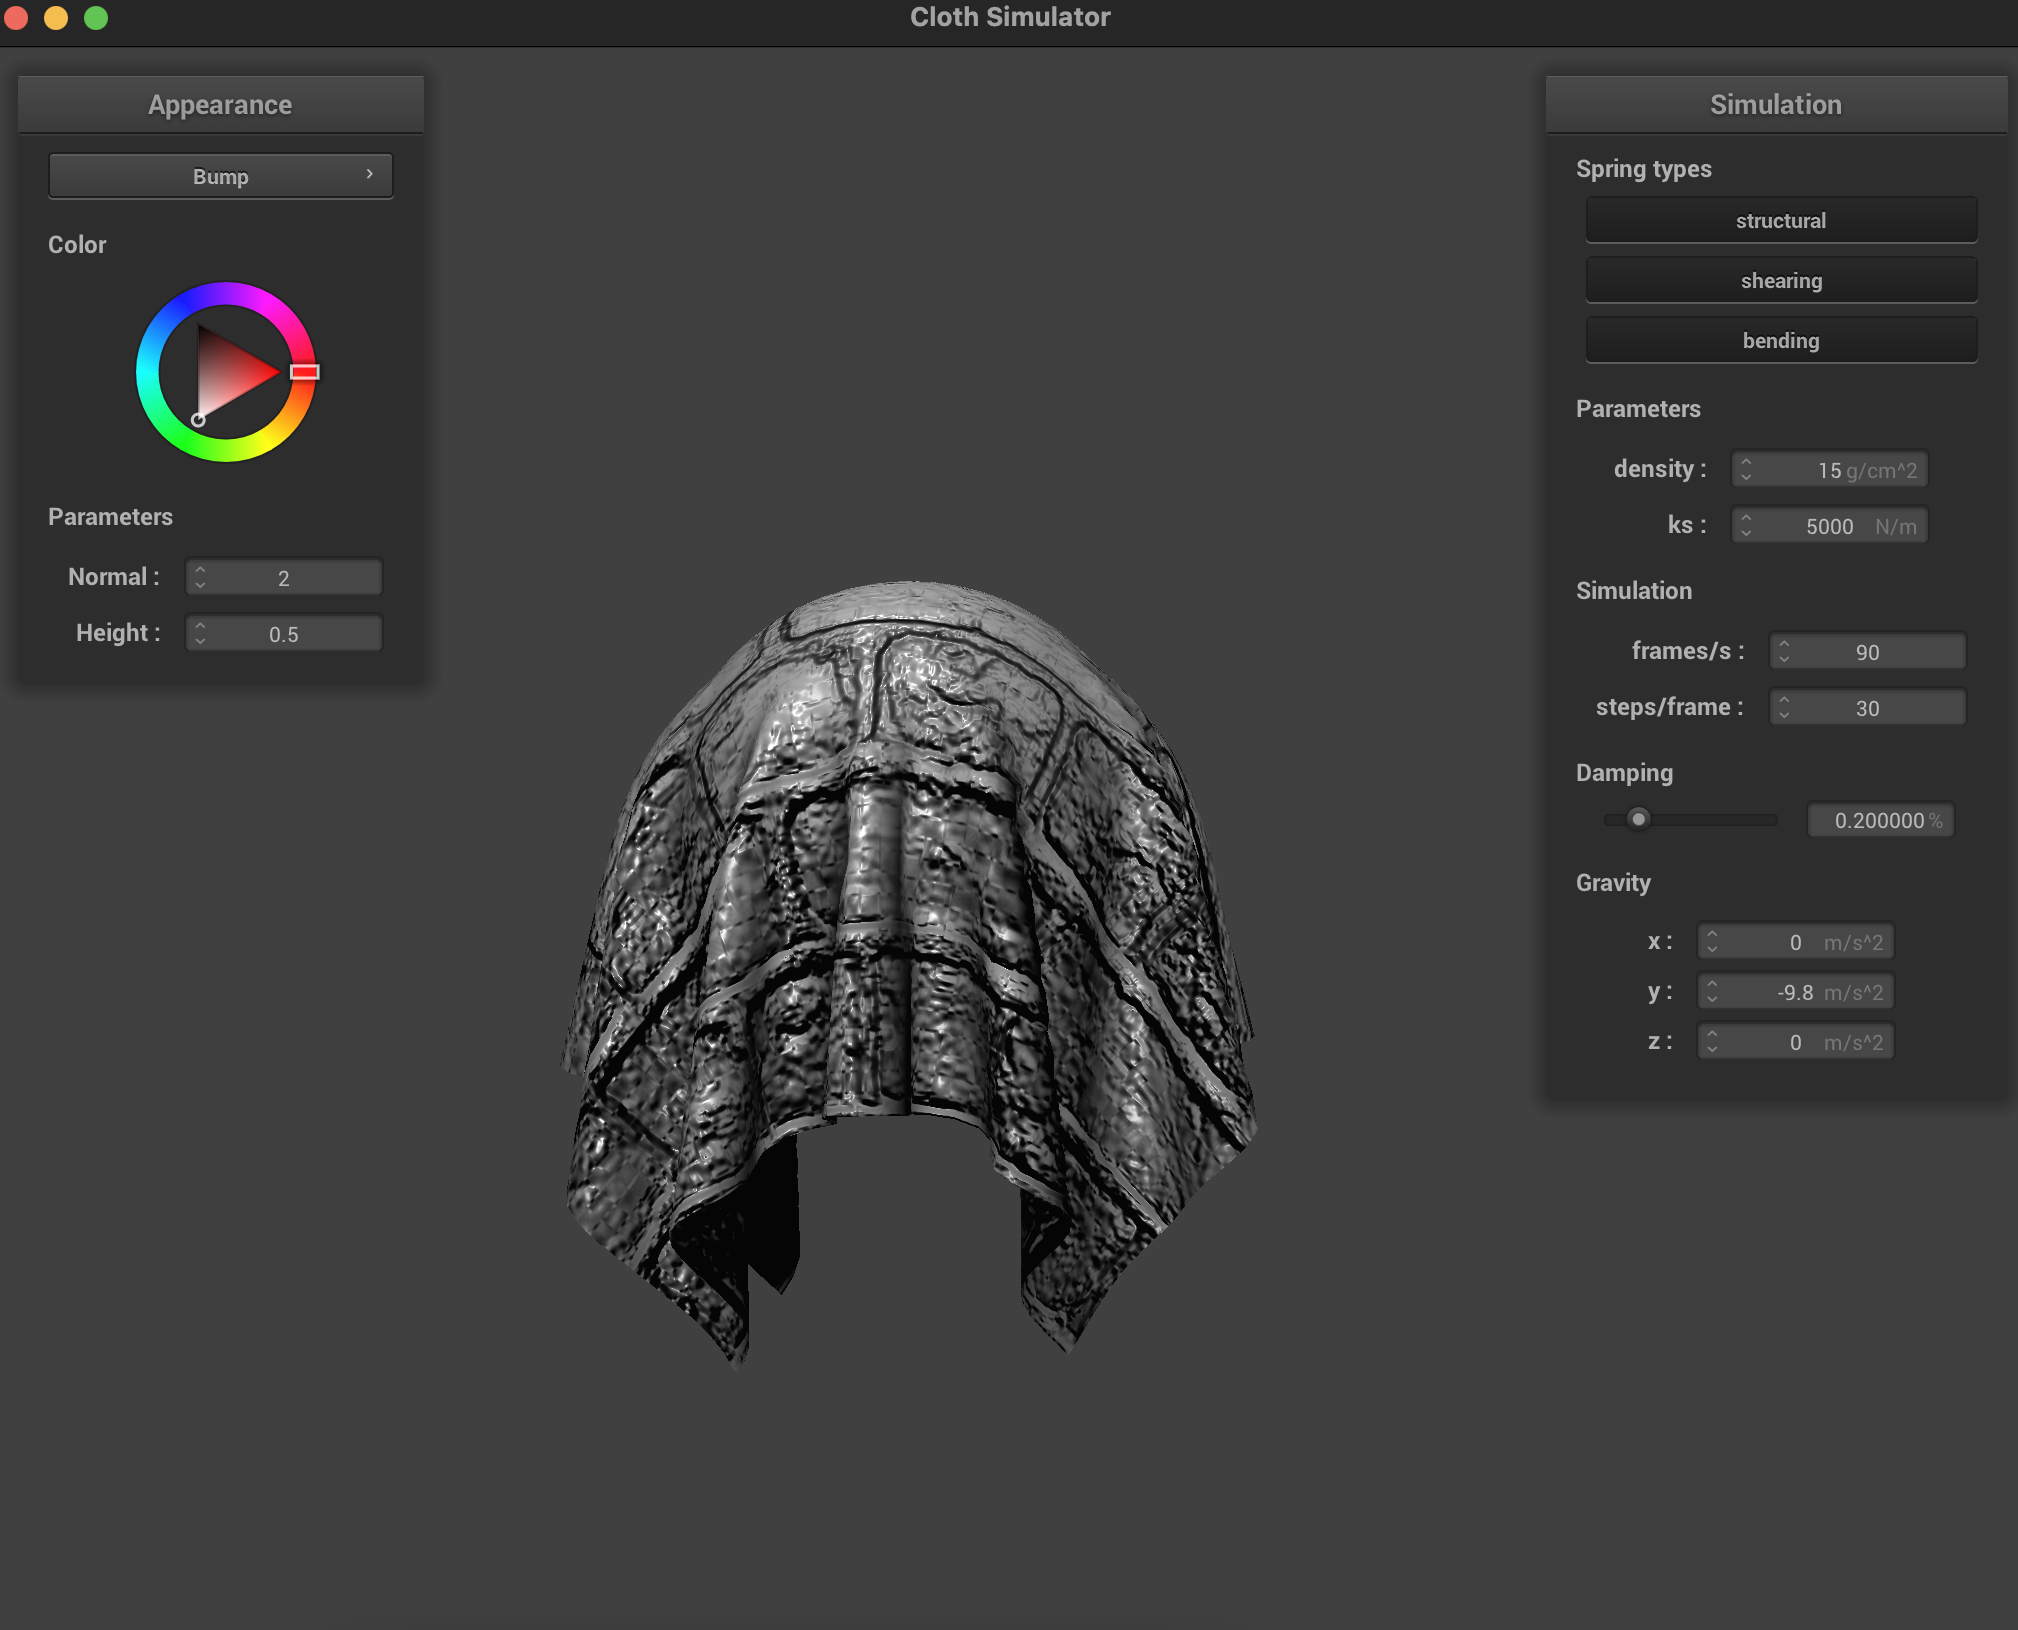 Cloth Simulator
Appearance
Bump
Color
Parameters
Normal : 2
Height : 0.5
Simulation
Spring types
structural
shearing
bending
Parameters
density : 15 g/cm^2
ks : 5000 N/m
Simulation
frames/s : 90
steps/frame : 30
Damping
0.200000 %
Gravity
x : 0 m/s^2
y : -9.8 m/s^2
z : 0 m/s^2